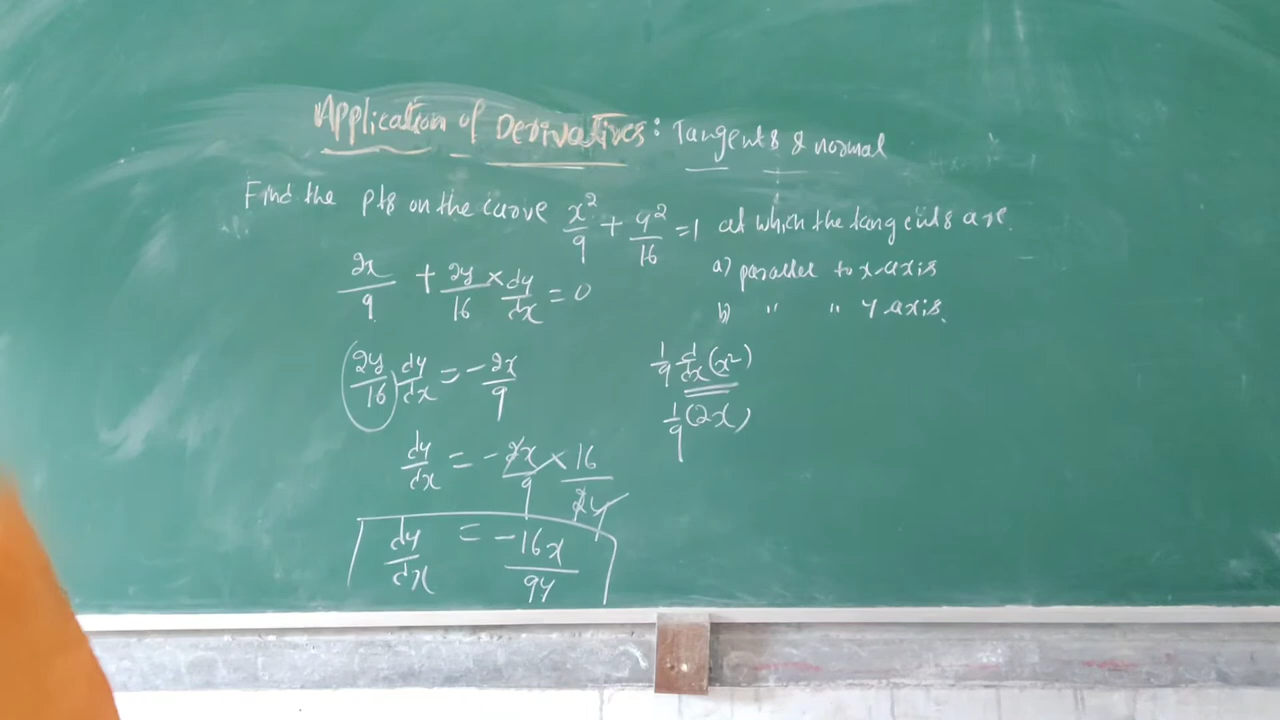 Application of Derivatives: Tangents & normal
Find the pts on the curve x²/9 + y²/16 = 1 at which the tangents are.
a) parallel to x-axis
b) " " y axis.
2x/9 + 2y/16 × dy/dx = 0
2y/16 dy/dx = -2x/9
dy/dx = -2x/9 × 16/2y
dy/dx = -16x/9y
1/9 d/dx (x²)
1/9 (2x)